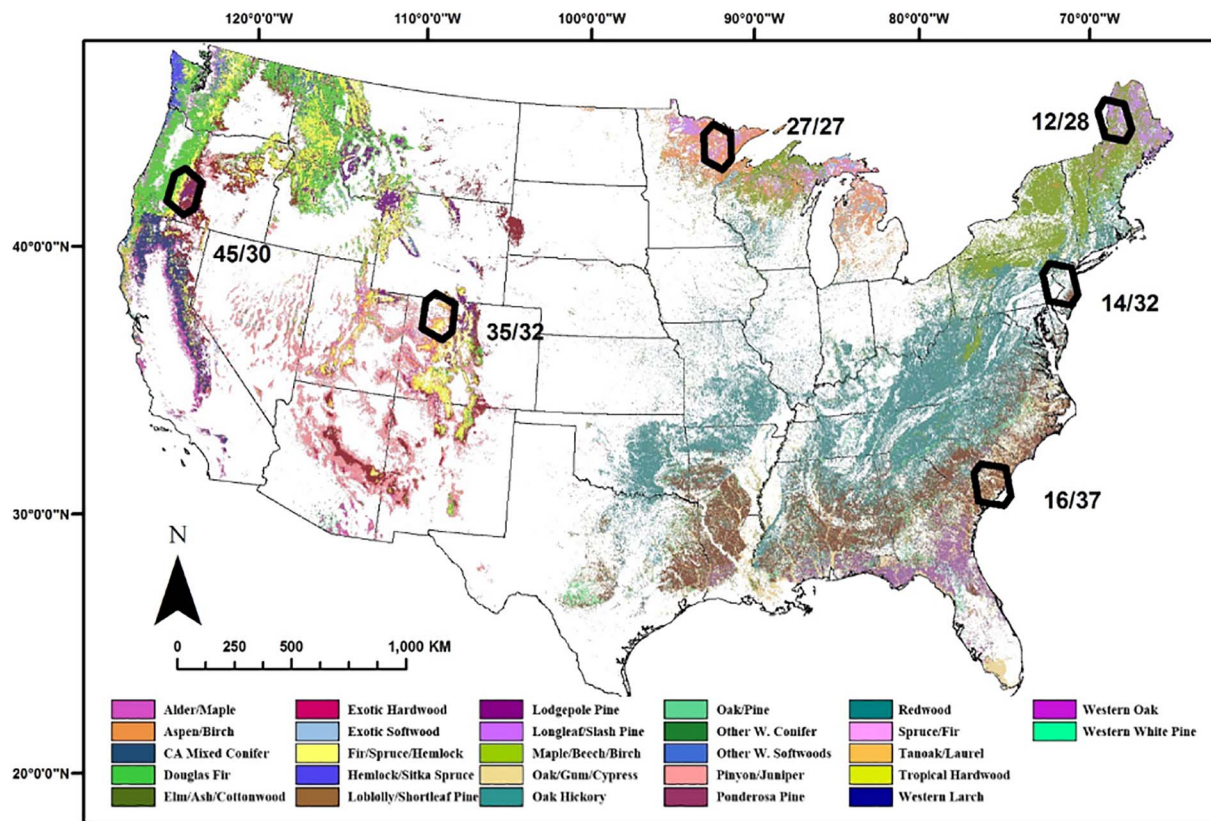 120°0'0"W 110°0'0"W 100°0'0"W 90°0'0"W 80°0'0"W 70°0'0"W
27/27
12/28
45/30
40°0'0"N
14/32
35/32
16/37
30°0'0"N
N
0 250 500 1,000 KM
Alder/Maple Exotic Hardwood Lodgepole Pine Oak/Pine Redwood Western Oak
Aspen/Birch Exotic Softwood Longleaf/Slash Pine Other W. Conifer Spruce/Fir Western White Pine
CA Mixed Conifer Fir/Spruce/Hemlock Maple/Beech/Birch Other W. Softwoods Tanoak/Laurel
20°0'0"N
Douglas Fir Hemlock/Sitka Spruce Oak/Gum/Cypress Pinyon/Juniper Tropical Hardwood
Elm/Ash/Cottonwood Loblolly/Shortleaf Pine Oak Hickory Ponderosa Pine Western Larch